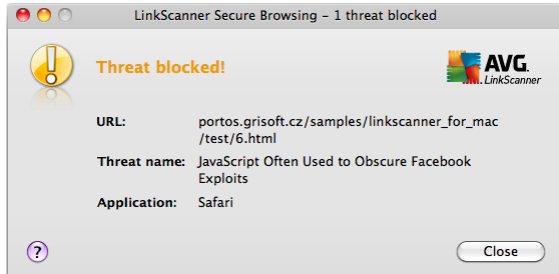 LinkScanner Secure Browsing – 1 threat blocked
Threat blocked!
AVG.
LinkScanner
URL: portos.grisoft.cz/samples/linkscanner_for_mac
/test/6.html
Threat name: JavaScript Often Used to Obscure Facebook
Exploits
Application: Safari
?
Close